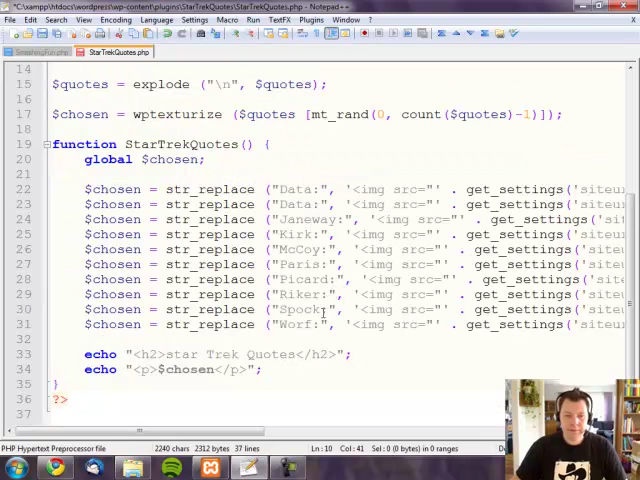 *C:\xampp\htdocs\wordpress\wp-content\plugins\StarTrekQuotes\StarTrekQuotes.php - Notepad++
File Edit Search View Encoding Language Settings Macro Run TextFX Plugins Window ? X
SmashingFun.php StarTrekQuotes.php
14
15 $quotes = explode ("\n", $quotes);
16
17 $chosen = wptexturize ($quotes [mt_rand(0, count($quotes)-1)]);
18
19 function StarTrekQuotes() {
20 global $chosen;
21
22 $chosen = str_replace ("Data:", '<img src="' . get_settings('siteur
23 $chosen = str_replace ("Data:", '<img src="' . get_settings('siteur
24 $chosen = str_replace ("Janeway:", '<img src="' . get_settings('sit
25 $chosen = str_replace ("Kirk:", '<img src="' . get_settings('siteur
26 $chosen = str_replace ("McCoy:", '<img src="' . get_settings('siteu
27 $chosen = str_replace ("Paris:", '<img src="' . get_settings('siteu
28 $chosen = str_replace ("Picard:", '<img src="' . get_settings('site
29 $chosen = str_replace ("Riker:", '<img src="' . get_settings('siteu
30 $chosen = str_replace ("Spock:", '<img src="' . get_settings('siteu
31 $chosen = str_replace ("Worf:", '<img src="' . get_settings('siteur
32
33 echo "<h2>star Trek Quotes</h2>";
34 echo "<p>$chosen</p>";
35 }
36 ?>
37
PHP Hypertext Preprocessor file 2240 chars 2312 bytes 37 lines Ln : 10 Col : 41 Sel : 0 (0 bytes) in 0 ranges